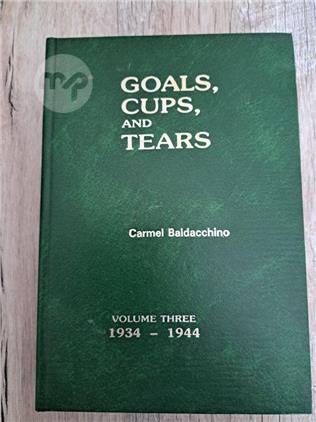 GOALS,
CUPS,
AND
TEARS
Carmel Baldacchino
VOLUME THREE
1934 - 1944